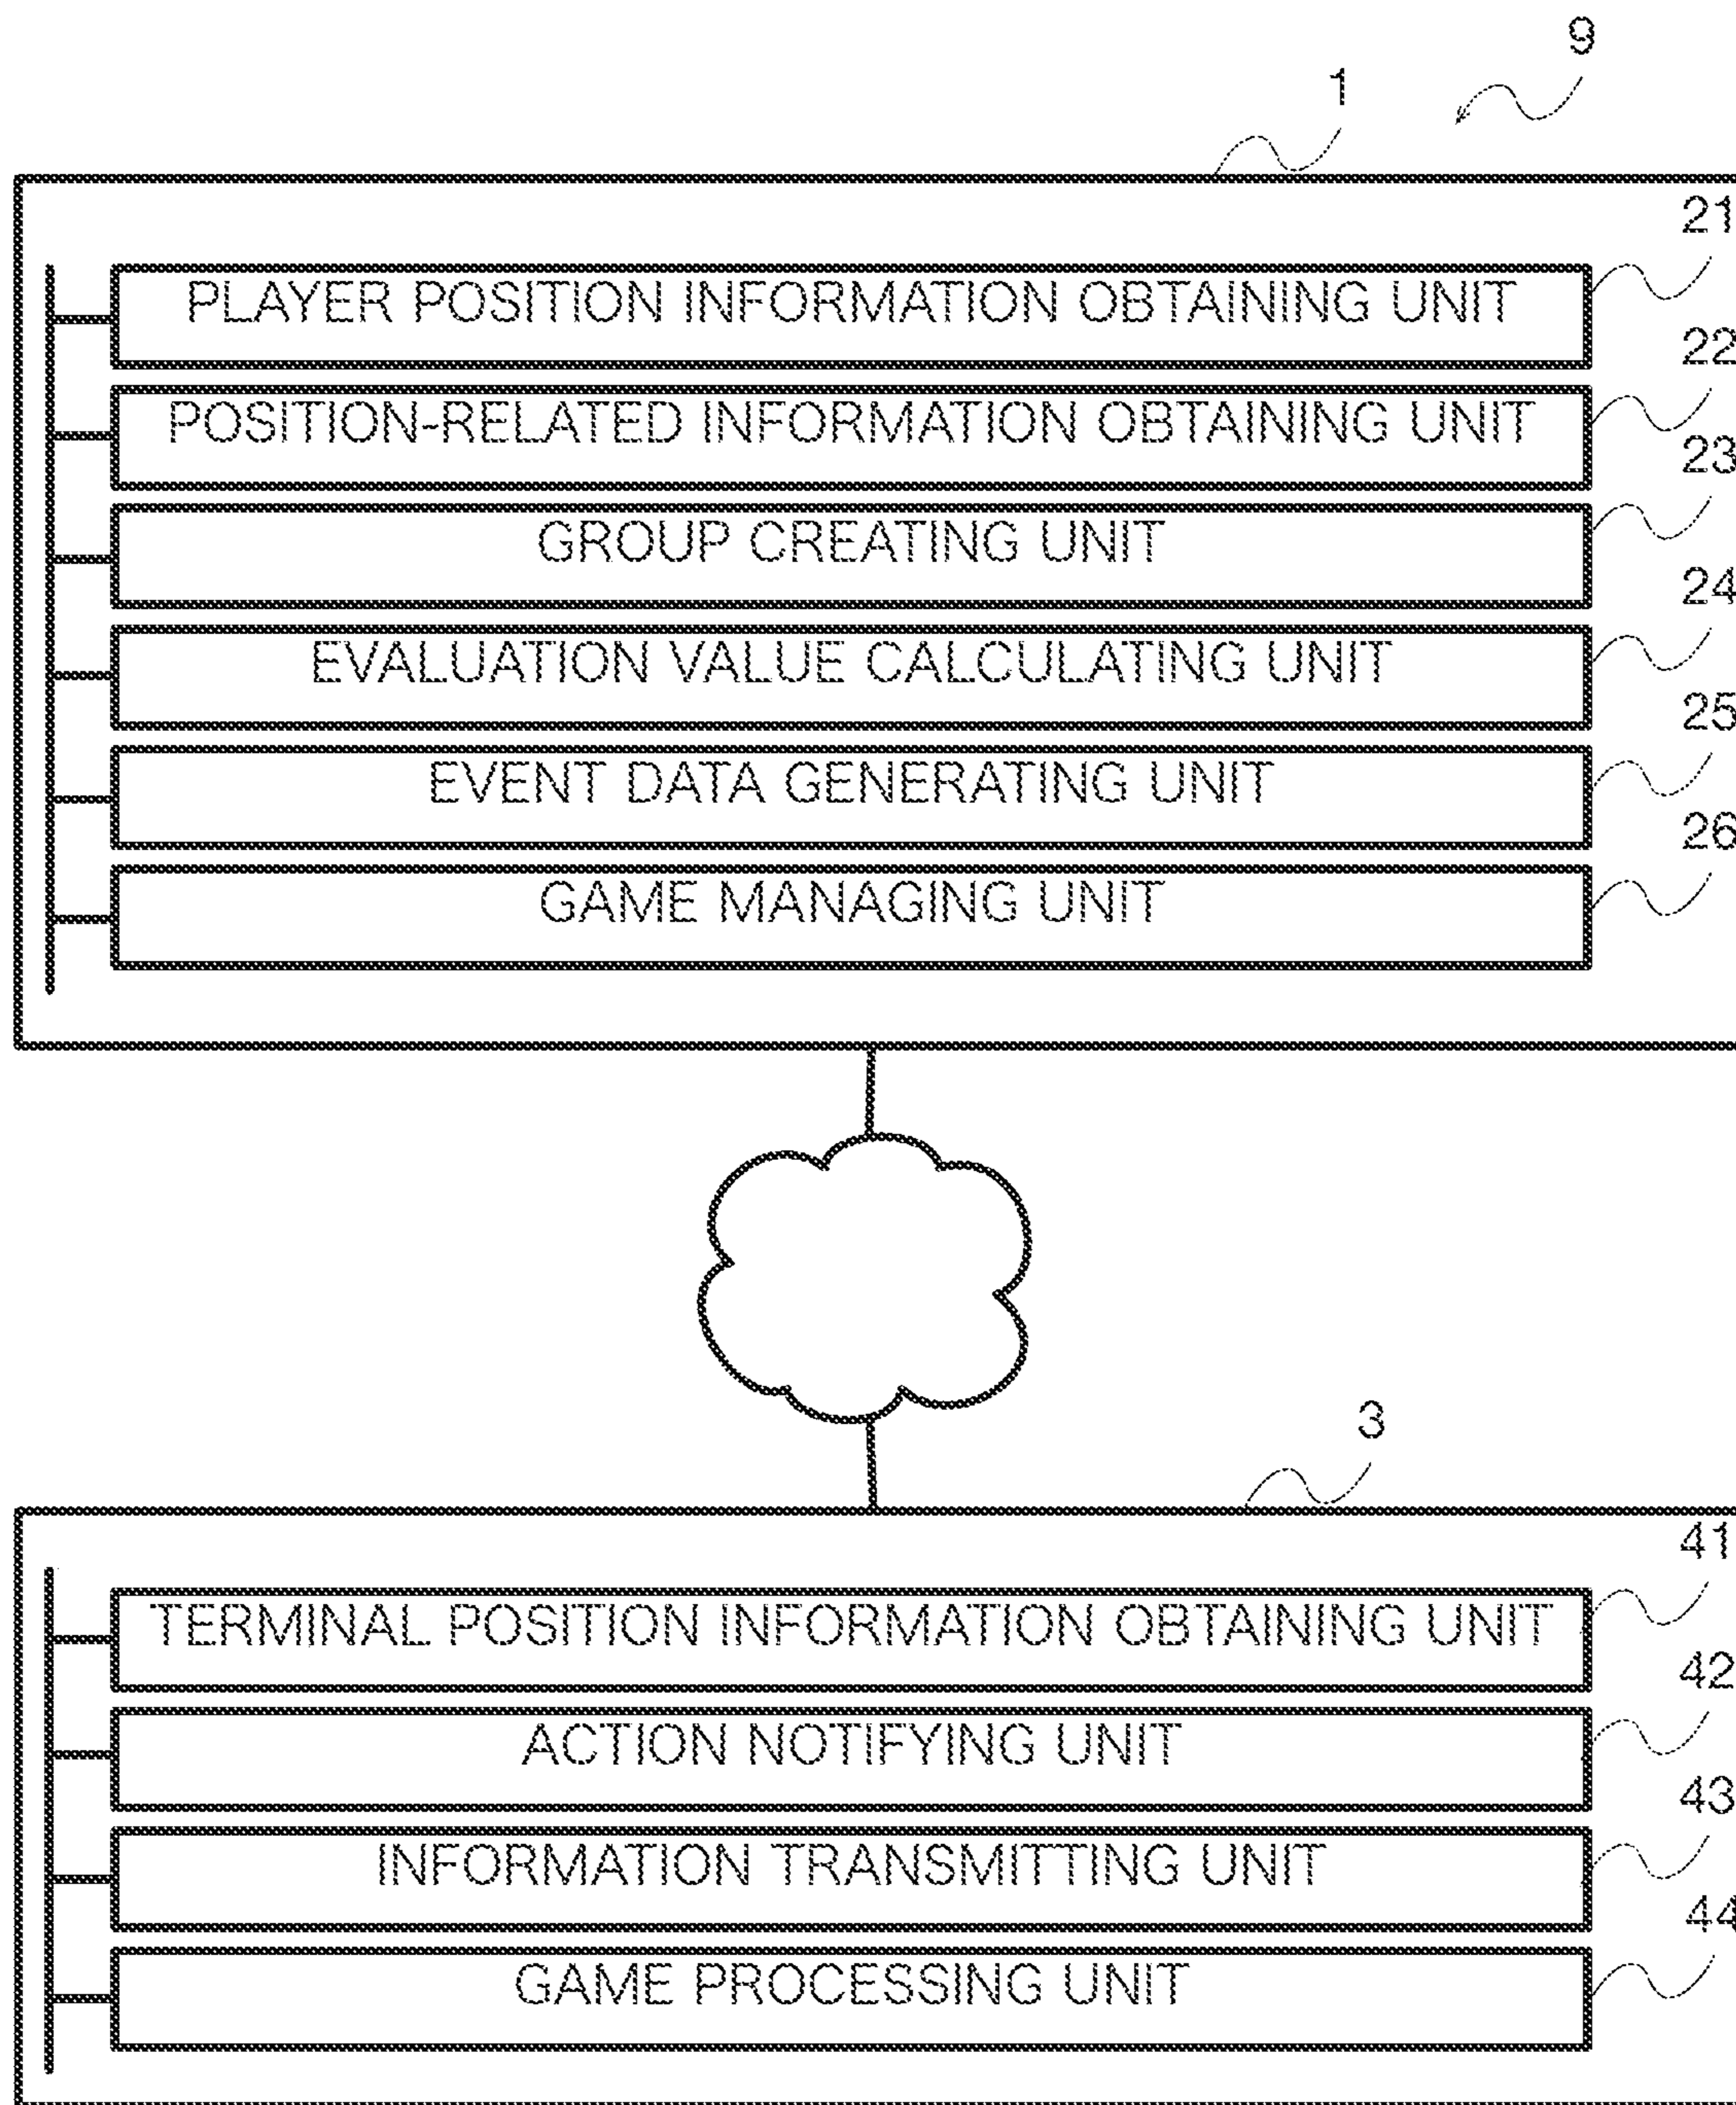 9
1
21
PLAYER POSITION INFORMATION OBTAINING UNIT
22
POSITION-RELATED INFORMATION OBTAINING UNIT
23
GROUP CREATING UNIT
24
EVALUATION VALUE CALCULATING UNIT
25
EVENT DATA GENERATING UNIT
26
GAME MANAGING UNIT
3
41
TERMINAL POSITION INFORMATION OBTAINING UNIT
42
ACTION NOTIFYING UNIT
43
INFORMATION TRANSMITTING UNIT
44
GAME PROCESSING UNIT